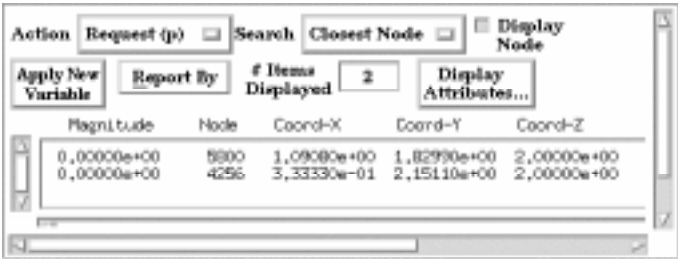 Action Request (p) Search Closest Node Display Node
Apply New Variable Report By # Items Displayed 2 Display Attributes...
Magnitude Node Coord-X Coord-Y Coord-Z
0.00000e+00 5800 1.09080e+00 1.82990e+00 2.00000e+00
0.00000e+00 4256 3.33330e-01 2.15110e+00 2.00000e+00